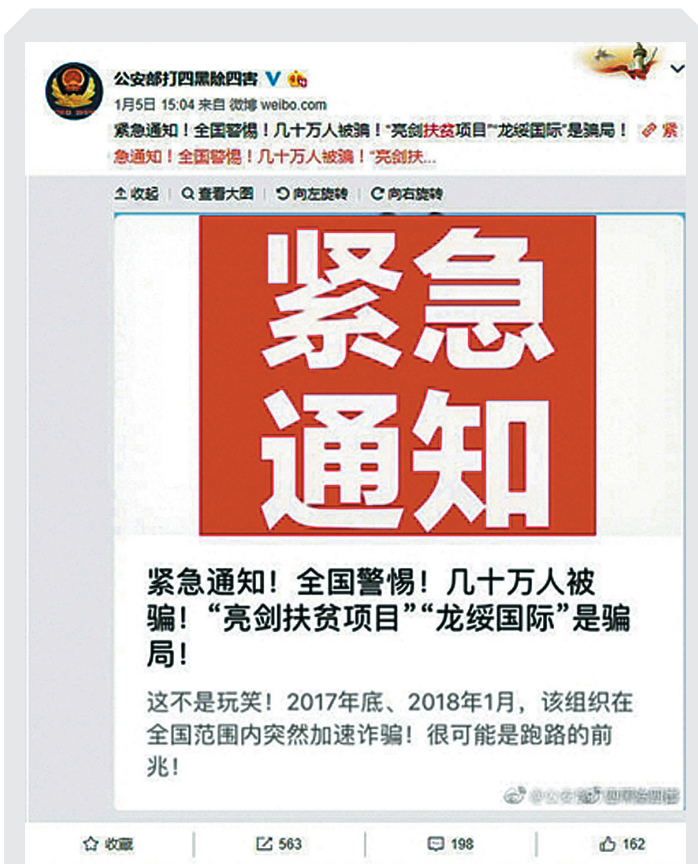 公安部打四黑除四害
1月5日 15:04 来自 微博 weibo.com
紧急通知！全国警惕！几十万人被骗！“亮剑扶贫项目”“龙绥国际”是骗局！ 紧
急通知！全国警惕！几十万人被骗！“亮剑扶...
收起 查看大图 向左旋转 向右旋转
紧急
通知
紧急通知！全国警惕！几十万人被
骗！“亮剑扶贫项目”“龙绥国际”是骗
局！
这不是玩笑！2017年底、2018年1月，该组织在
全国范围内突然加速诈骗！很可能是跑路的前
兆！
收藏 563 198 162